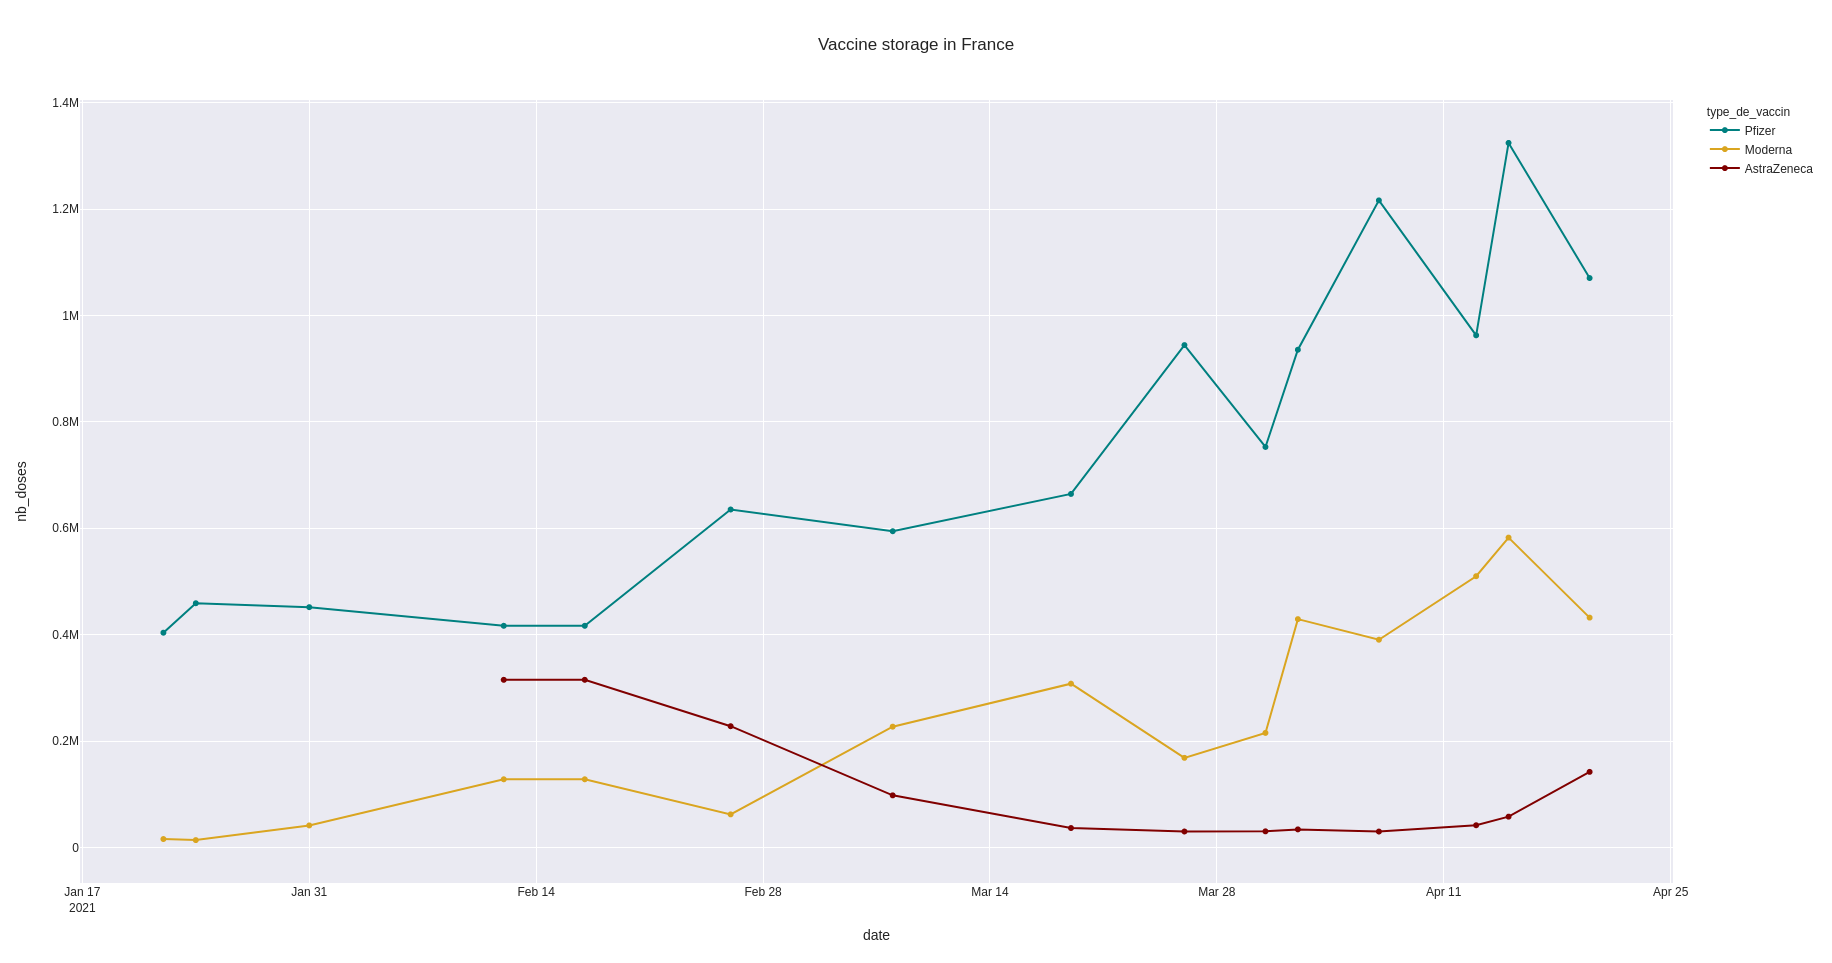 Vaccine storage in France
1.4M
1.2M
1M
0.8M
0.6M
0.4M
0.2M
0
nb_doses
Jan 17
2021
Jan 31
Feb 14
Feb 28
Mar 14
Mar 28
Apr 11
Apr 25
date
type_de_vaccin
Pfizer
Moderna
AstraZeneca